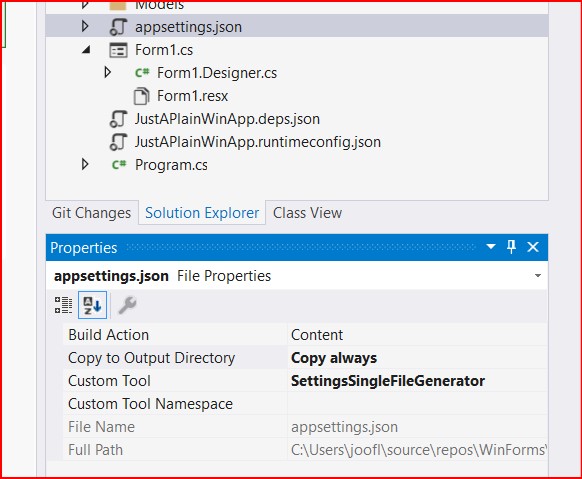 Models
appsettings.json
Form1.cs
C# Form1.Designer.cs
Form1.resx
JustAPlainWinApp.deps.json
JustAPlainWinApp.runtimeconfig.json
C# Program.cs
Git Changes Solution Explorer Class View
Properties
appsettings.json File Properties
A Z
Build Action Content
Copy to Output Directory Copy always
Custom Tool SettingsSingleFileGenerator
Custom Tool Namespace
File Name appsettings.json
Full Path C:\Users\joofl\source\repos\WinForms\